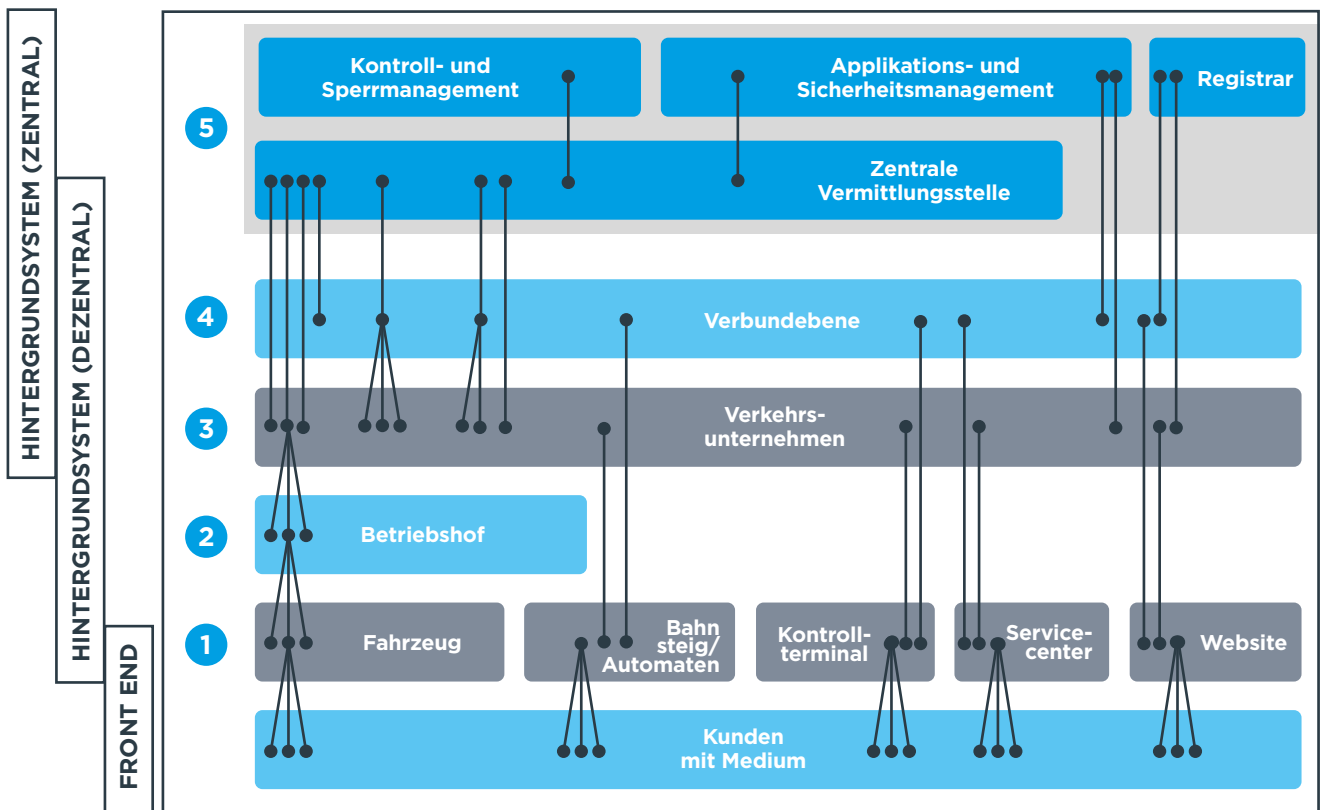 HINTERGRUNDSYSTEM (ZENTRAL)
HINTERGRUNDSYSTEM (DEZENTRAL)
FRONT END
5
Kontroll- und
Sperrmanagement
Applikations- und
Sicherheitsmanagement
Registrar
Zentrale
Vermittlungsstelle
4
Verbundebene
3
Verkehrs-
unternehmen
2
Betriebshof
1
Fahrzeug
Bahn
steig/
Automaten
Kontroll-
terminal
Service-
center
Website
Kunden
mit Medium